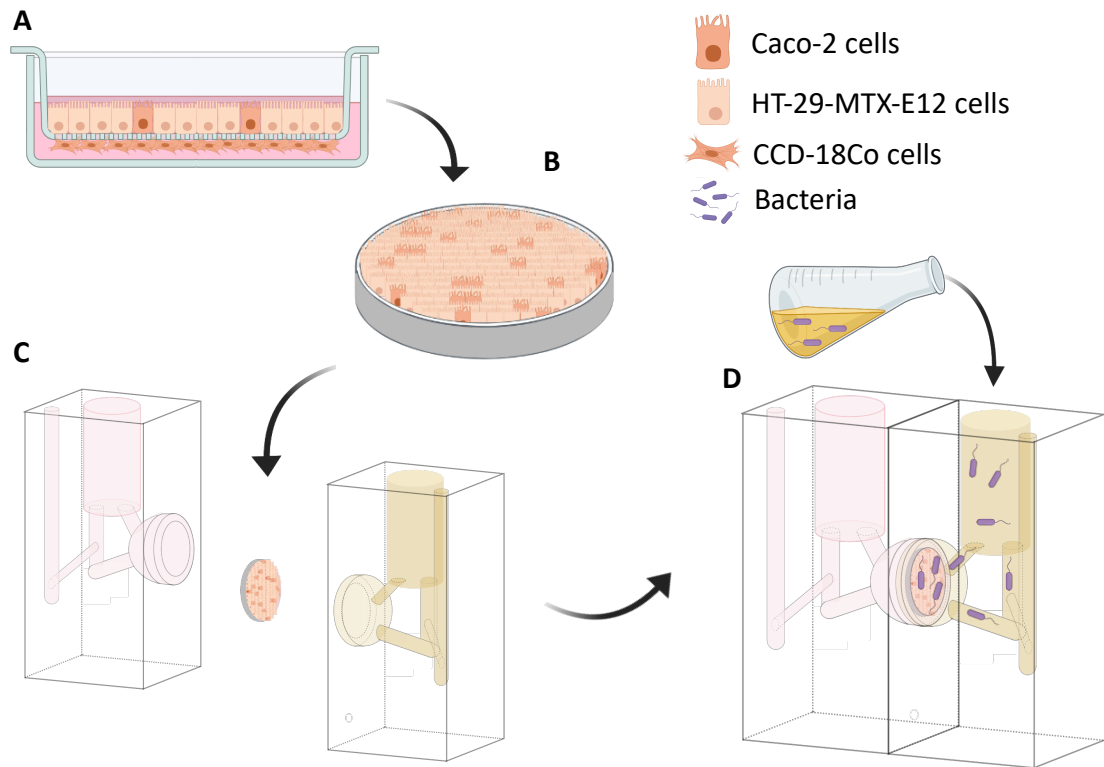 A
Caco-2 cells
HT-29-MTX-E12 cells
CCD-18Co cells
Bacteria
B
C
D